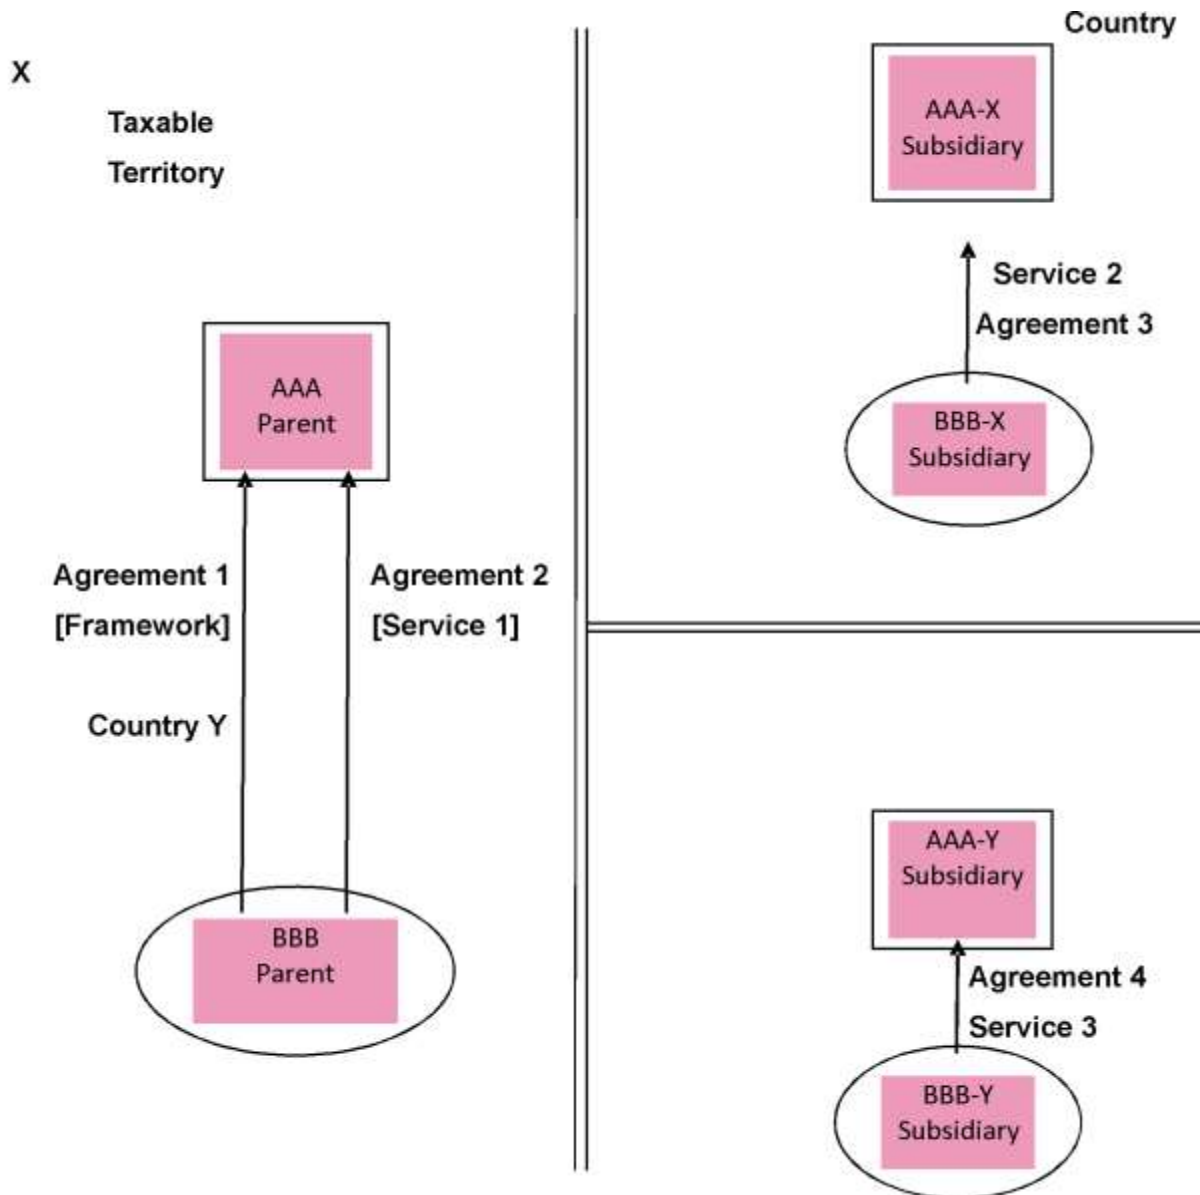 Country
X
Taxable
Territory
AAA-X
Subsidiary
Service 2
Agreement 3
AAA
Parent
BBB-X
Subsidiary
Agreement 1
[Framework]
Agreement 2
[Service 1]
Country Y
AAA-Y
Subsidiary
BBB
Parent
Agreement 4
Service 3
BBB-Y
Subsidiary